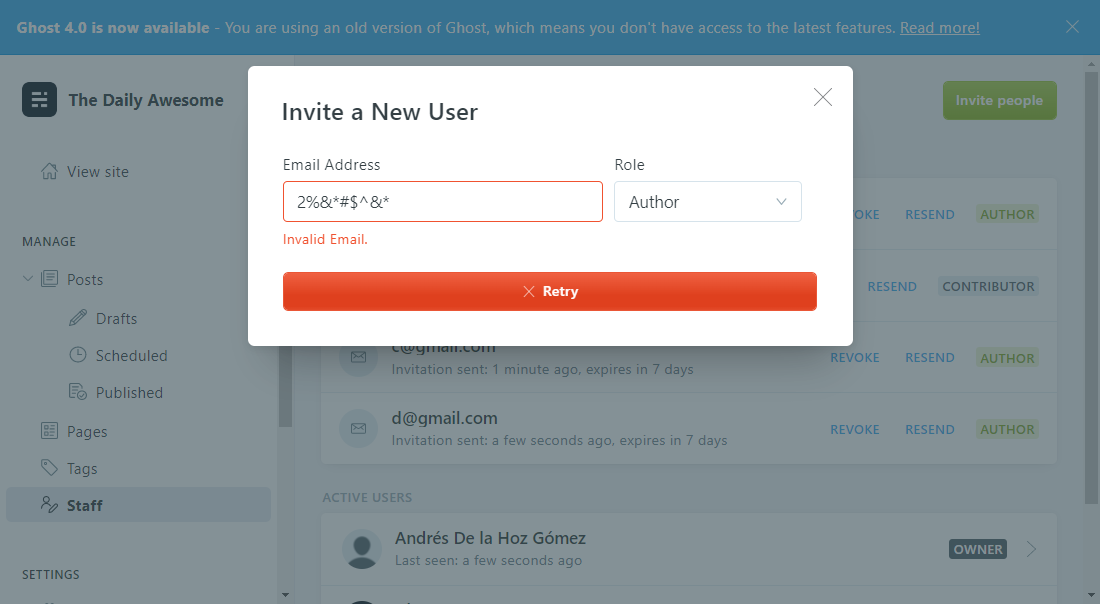 Ghost 4.0 is now available - You are using an old version of Ghost, which means you don't have access to the latest features. Read more!
The Daily Awesome
View site
MANAGE
Posts
Drafts
Scheduled
Published
Pages
Tags
Staff
SETTINGS
Invite people
Invite a New User
Email Address
Role
2%&*#$^&*
Author
Invalid Email.
Retry
RESEND
AUTHOR
RESEND
CONTRIBUTOR
c@gmail.com
Invitation sent: 1 minute ago, expires in 7 days
REVOKE
RESEND
AUTHOR
d@gmail.com
Invitation sent: a few seconds ago, expires in 7 days
REVOKE
RESEND
AUTHOR
ACTIVE USERS
Andrés De la Hoz Gómez
Last seen: a few seconds ago
OWNER